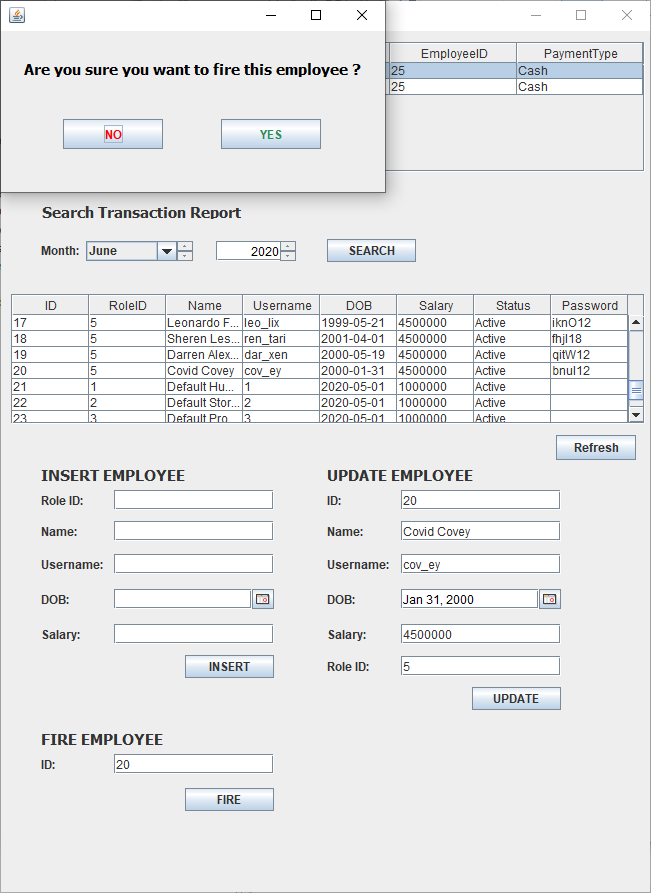 Are you sure you want to fire this employee ?
NO YES
EmployeeID PaymentType
25 Cash
25 Cash
Search Transaction Report
Month: June 2020 SEARCH
ID RoleID Name Username DOB Salary Status Password
17 5 Leonardo F... leo_lix 1999-05-21 4500000 Active iknO12
18 5 Sheren Les... ren_tari 2001-04-01 4500000 Active fhjI18
19 5 Darren Alex... dar_xen 2000-05-19 4500000 Active qitW12
20 5 Covid Covey cov_ey 2000-01-31 4500000 Active bnuI12
21 1 Default Hu... 1 2020-05-01 1000000 Active
22 2 Default Stor... 2 2020-05-01 1000000 Active
23 3 Default Pro... 3 2020-05-01 1000000 Active
Refresh
INSERT EMPLOYEE
Role ID:
Name:
Username:
DOB:
Salary:
INSERT
UPDATE EMPLOYEE
ID: 20
Name: Covid Covey
Username: cov_ey
DOB: Jan 31, 2000
Salary: 4500000
Role ID: 5
UPDATE
FIRE EMPLOYEE
ID: 20
FIRE